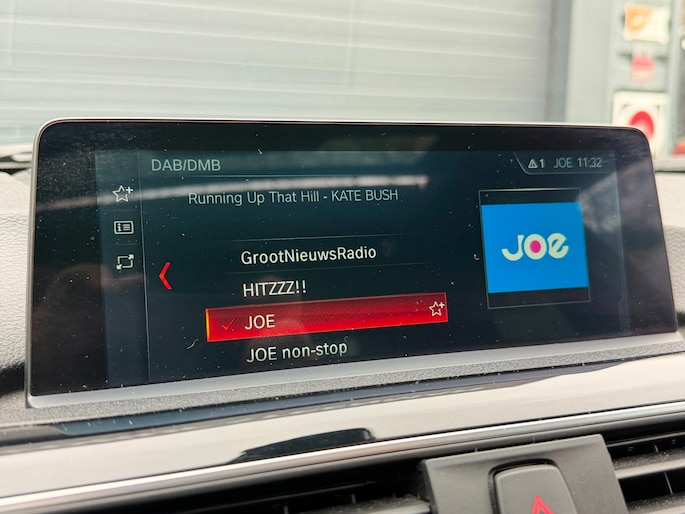 DAB/DMB
1 JOE 11:32
Running Up That Hill - KATE BUSH
GrootNieuwsRadio
HITZZZ!!
JOE
JOE non-stop
JOE